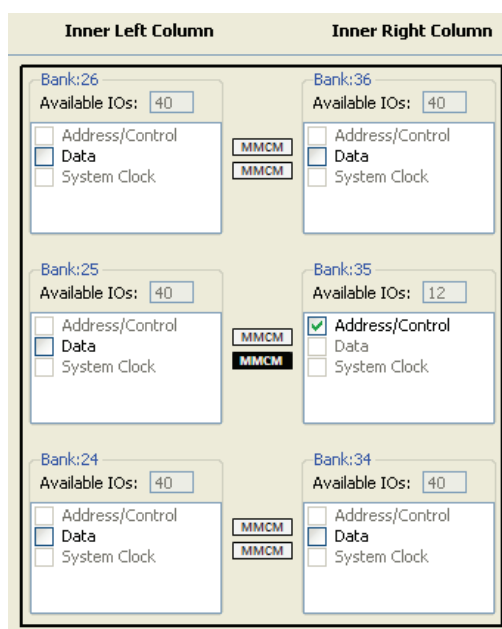 Inner Left Column Inner Right Column
Bank:26 Bank:36
Available IOs: 40 Available IOs: 40
Address/Control MMCM Address/Control
Data MMCM Data
System Clock System Clock
Bank:25 Bank:35
Available IOs: 40 Available IOs: 12
Address/Control MMCM Address/Control
Data MMCM Data
System Clock System Clock
Bank:24 Bank:34
Available IOs: 40 Available IOs: 40
Address/Control MMCM Address/Control
Data MMCM Data
System Clock System Clock